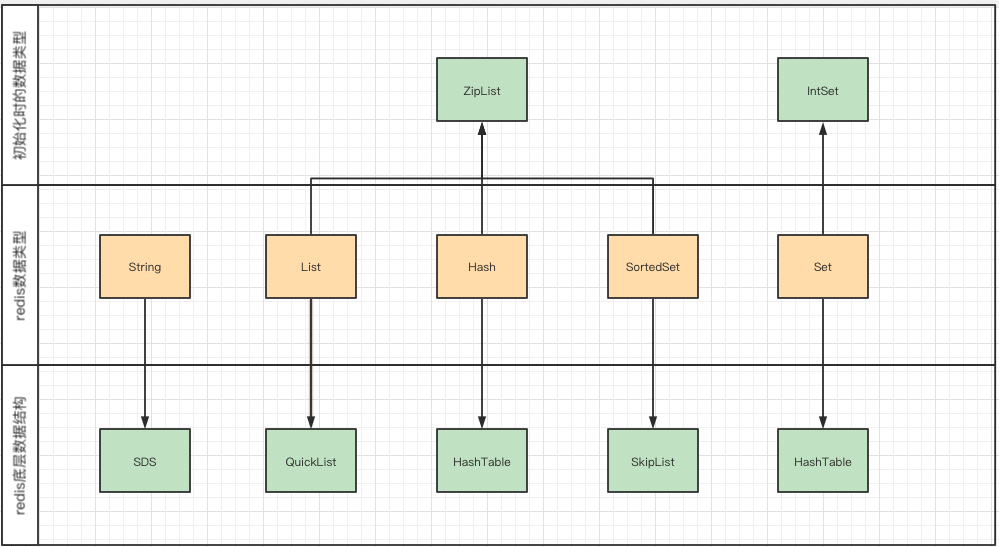 初始化时的数据类型
ZipList
IntSet
redis数据类型
String
List
Hash
SortedSet
Set
redis底层数据结构
SDS
QuickList
HashTable
SkipList
HashTable